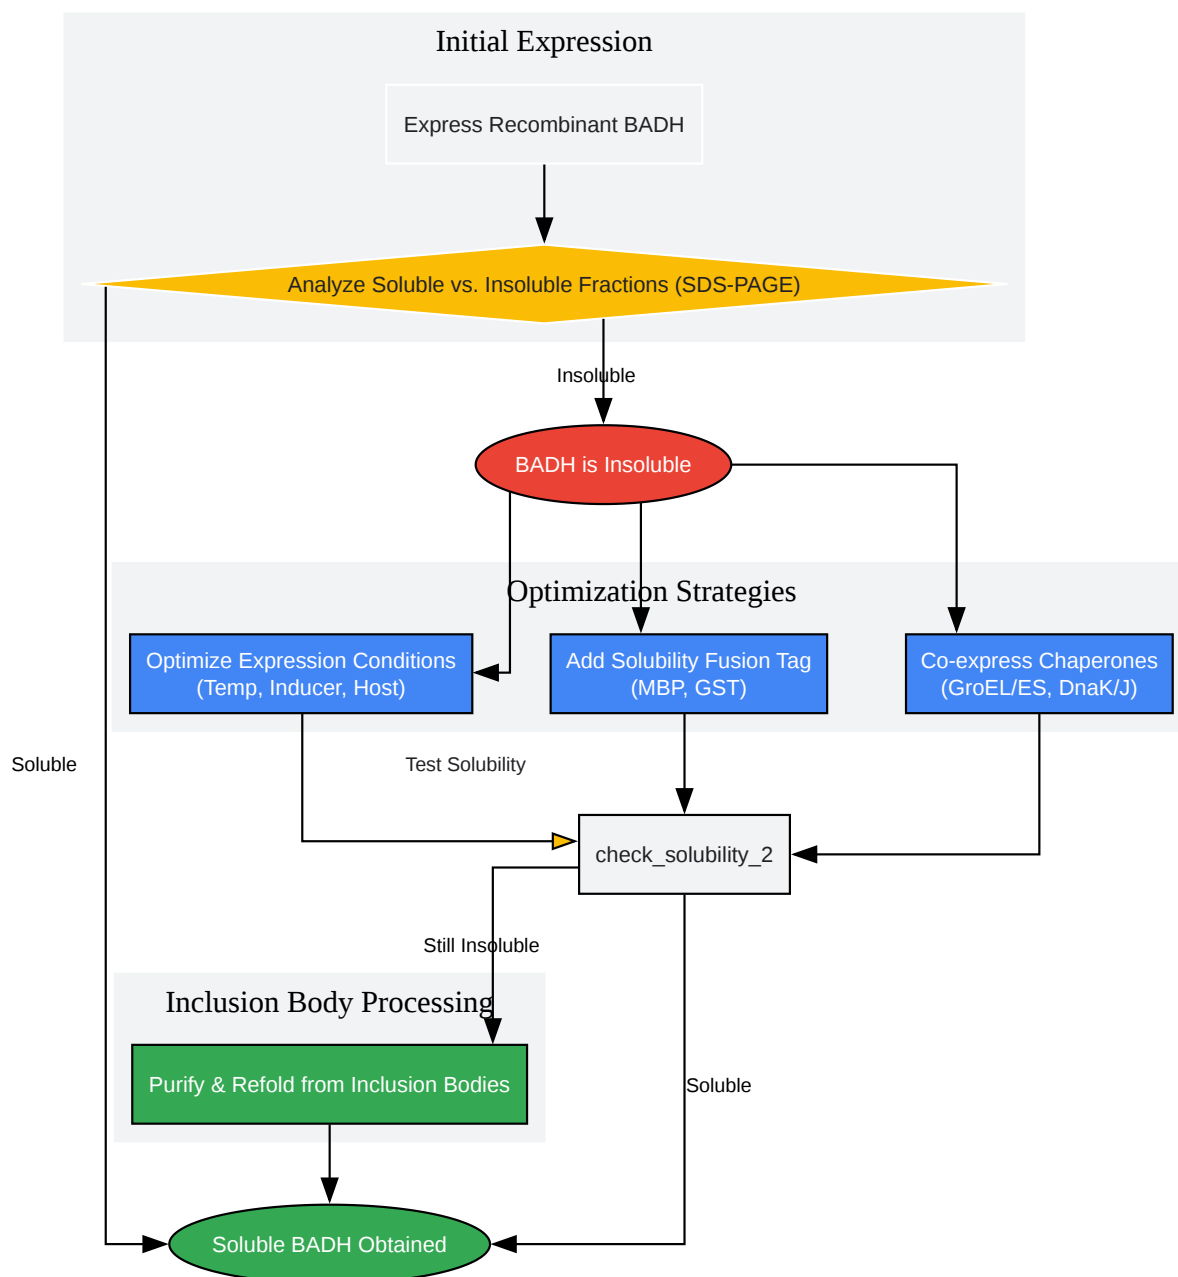 Initial Expression
Express Recombinant BADH
Analyze Soluble vs. Insoluble Fractions (SDS-PAGE)
Insoluble
BADH is Insoluble
Optimization Strategies
Optimize Expression Conditions
(Temp, Inducer, Host)
Add Solubility Fusion Tag
(MBP, GST)
Co-express Chaperones
(GroEL/ES, DnaK/J)
Soluble
Test Solubility
check_solubility_2
Still Insoluble
Inclusion Body Processing
Purify & Refold from Inclusion Bodies
Soluble
Soluble BADH Obtained